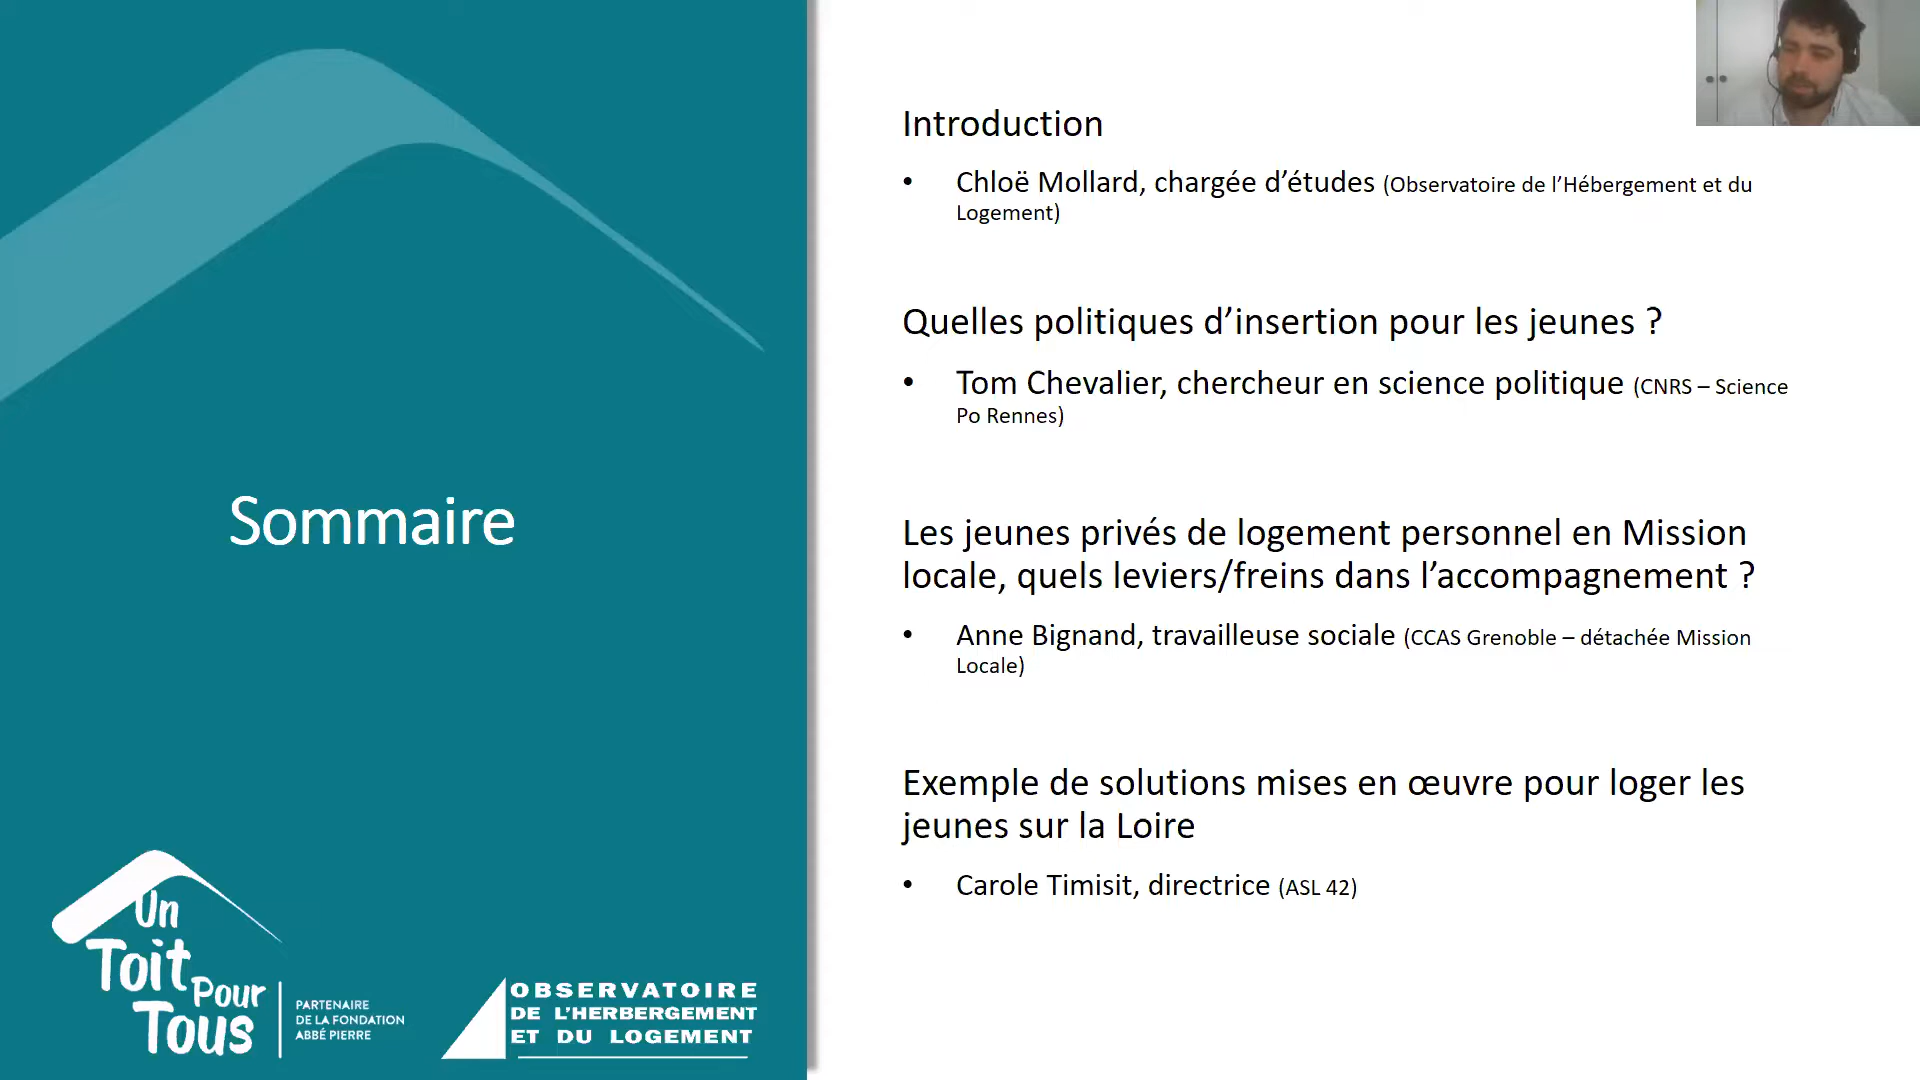 Sommaire
Un
Toit
Pour
Tous
PARTENAIRE
DE LA FONDATION
ABBÉ PIERRE
OBSERVATOIRE
DE L'HERBERGEMENT
ET DU LOGEMENT
Introduction
• Chloë Mollard, chargée d’études (Observatoire de l’Hébergement et du
Logement)
Quelles politiques d’insertion pour les jeunes ?
• Tom Chevalier, chercheur en science politique (CNRS – Science
Po Rennes)
Les jeunes privés de logement personnel en Mission
locale, quels leviers/freins dans l’accompagnement ?
• Anne Bignand, travailleuse sociale (CCAS Grenoble – détachée Mission
Locale)
Exemple de solutions mises en œuvre pour loger les
jeunes sur la Loire
• Carole Timisit, directrice (ASL 42)